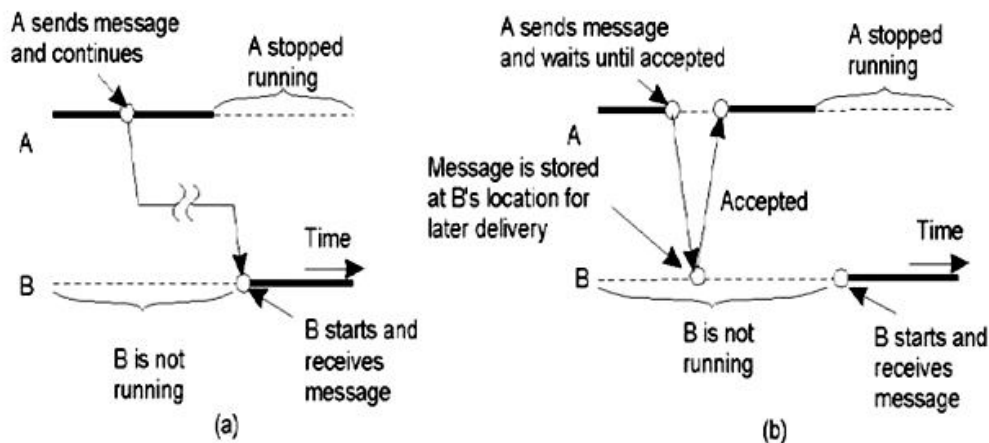 A sends message
and continues
A stopped
running
A
Time
B
B is not
running
B starts and
receives
message
(a)
A sends message
and waits until accepted
A stopped
running
A
Message is stored
at B's location for
later delivery
Accepted
Time
B
B is not
running
B starts and
receives
message
(b)